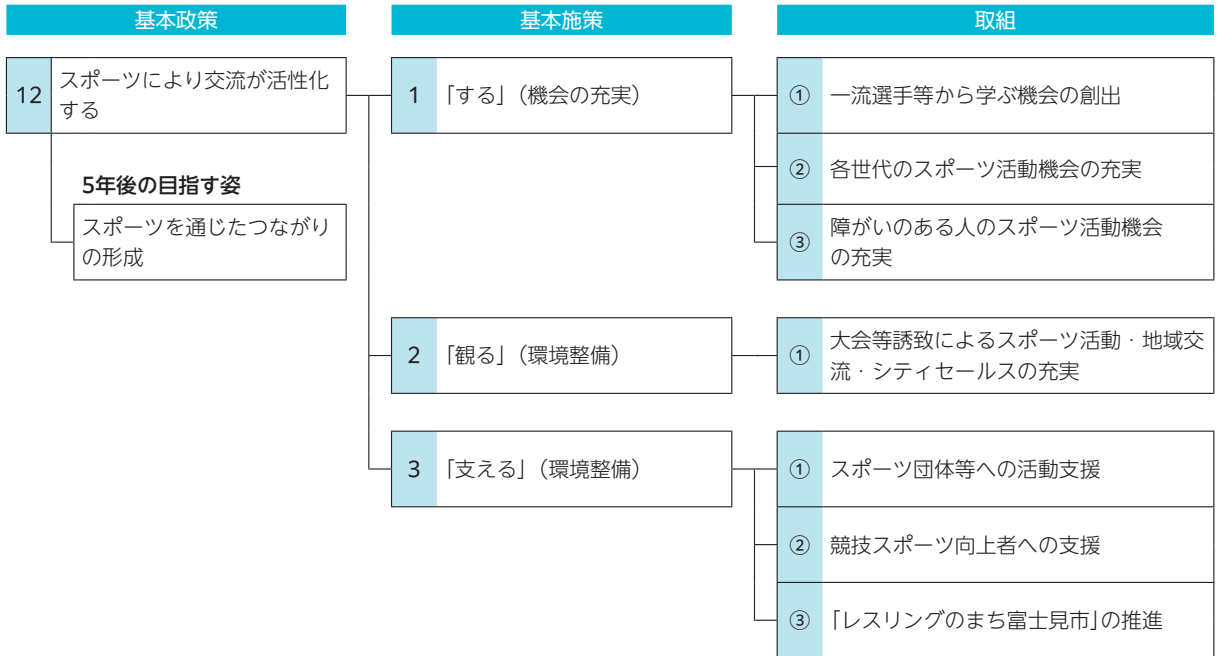 基本政策
基本施策
取組
12
スポーツにより交流が活性化
する
5年後の目指す姿
スポーツを通じたつながり
の形成
1 「する」（機会の充実）
① 一流選手等から学ぶ機会の創出
② 各世代のスポーツ活動機会の充実
③ 障がいのある人のスポーツ活動機会
の充実
2 「観る」（環境整備）
① 大会等誘致によるスポーツ活動・地域交
流・シティセールスの充実
3 「支える」（環境整備）
① スポーツ団体等への活動支援
② 競技スポーツ向上者への支援
③ 「レスリングのまち富士見市」の推進